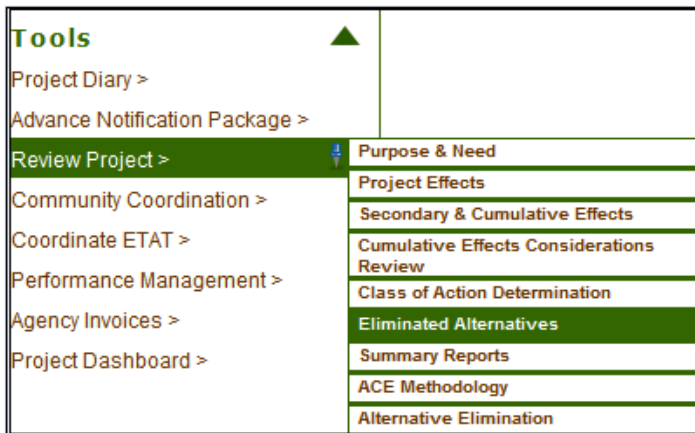 Tools
Project Diary >
Advance Notification Package >
Review Project >
Community Coordination >
Coordinate ETAT >
Performance Management >
Agency Invoices >
Project Dashboard >
Purpose & Need
Project Effects
Secondary & Cumulative Effects
Cumulative Effects Considerations
Review
Class of Action Determination
Eliminated Alternatives
Summary Reports
ACE Methodology
Alternative Elimination